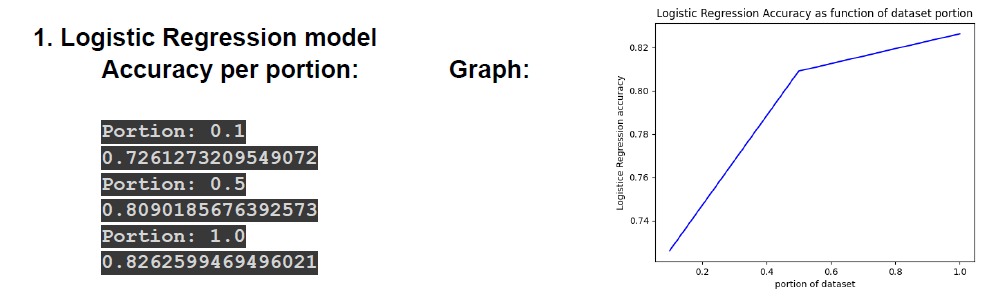 1. Logistic Regression model
Accuracy per portion:
Graph:
Portion: 0.1
0.7261273209549072
Portion: 0.5
0.8090185676392573
Portion: 1.0
0.8262599469496021
Logistic Regression Accuracy as function of dataset portion
Logistice Regression accuracy
0.82
0.80
0.78
0.76
0.74
0.2 0.4 0.6 0.8 1.0
portion of dataset